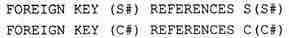 FOREIGN KEY (S#) REFERENCES S(S#)
FOREIGN KEY (C#) REFERENCES C(C#)